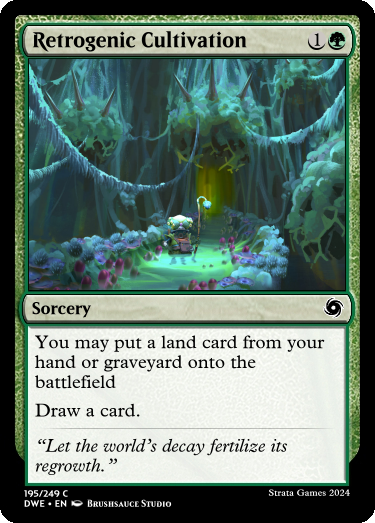 Retrogenic Cultivation 1
Sorcery
You may put a land card from your
hand or graveyard onto the
battlefield
Draw a card.
“Let the world's decay fertilize its
regrowth.”
195/249 C
Strata Games 2024
DWE • EN Brushsauce Studio